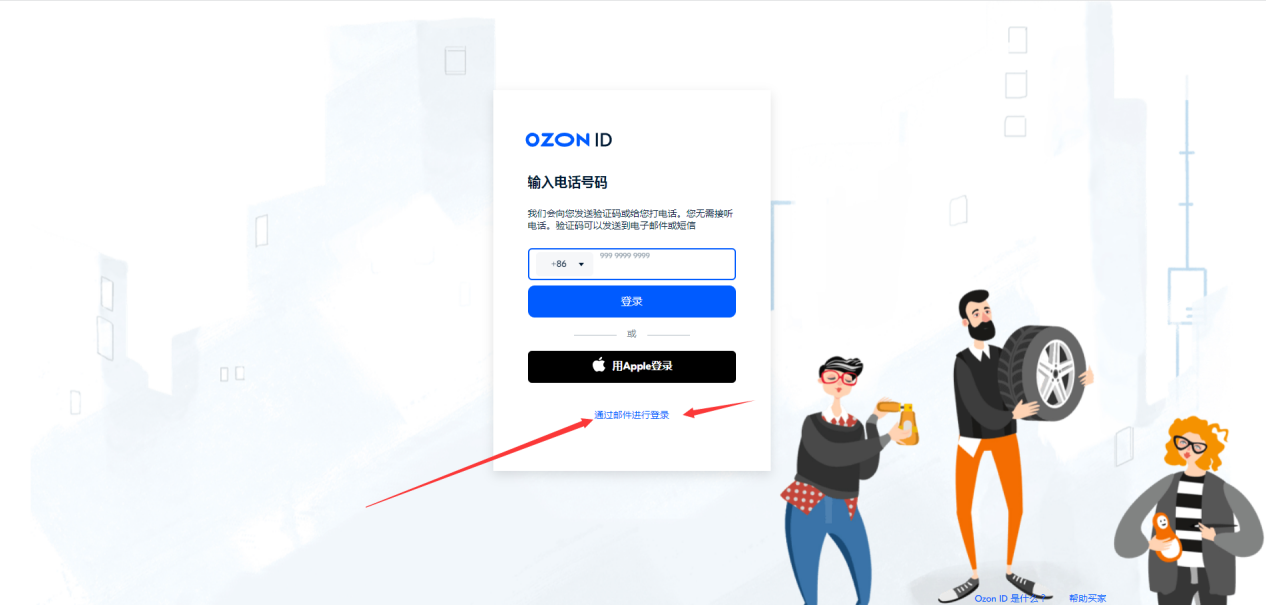 OZON ID
输入电话号码
我们会向您发送验证码或给您打电话。您无需接听
电话。验证码可以发送到电子邮件或短信
+86 999 9999 9999
登录
或
用Apple登录
通过邮件进行登录
Ozon ID 是什么？ 帮助买家